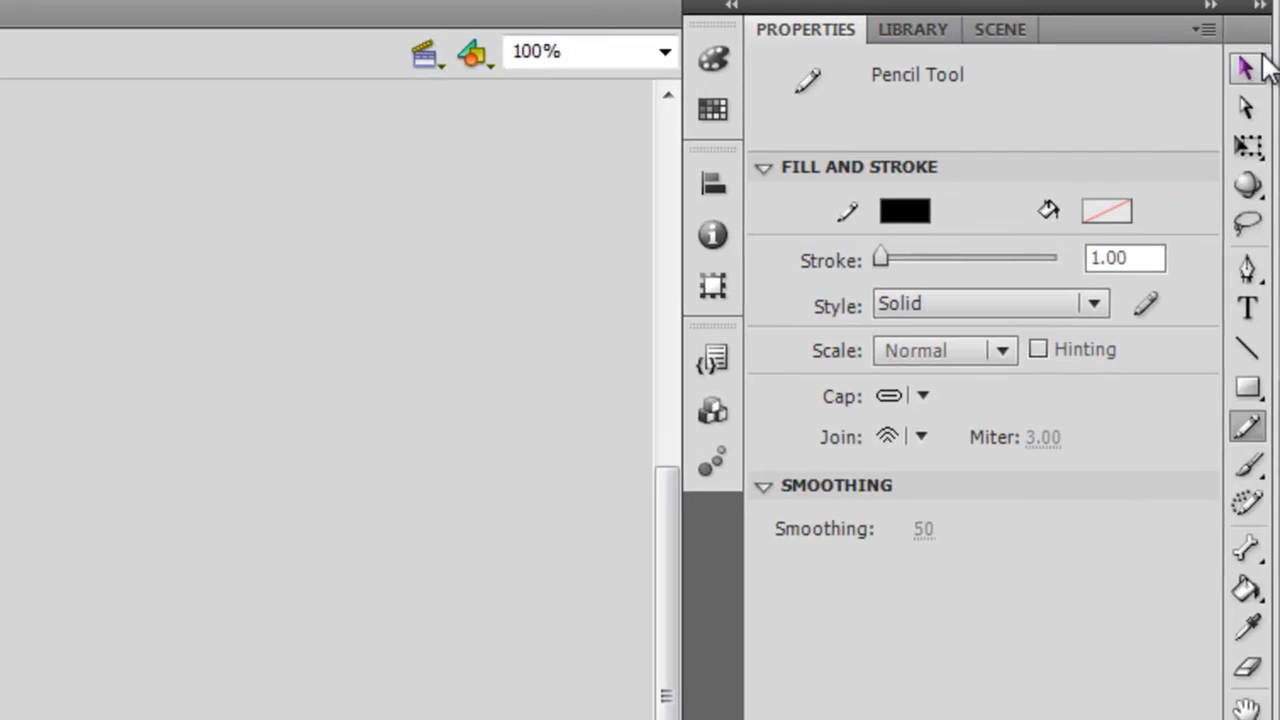 PROPERTIES LIBRARY SCENE
100%
Pencil Tool
FILL AND STROKE
Stroke: 1.00
Style: Solid
Scale: Normal Hinting
Cap:
Join: Miter: 3.00
SMOOTHING
Smoothing: 50